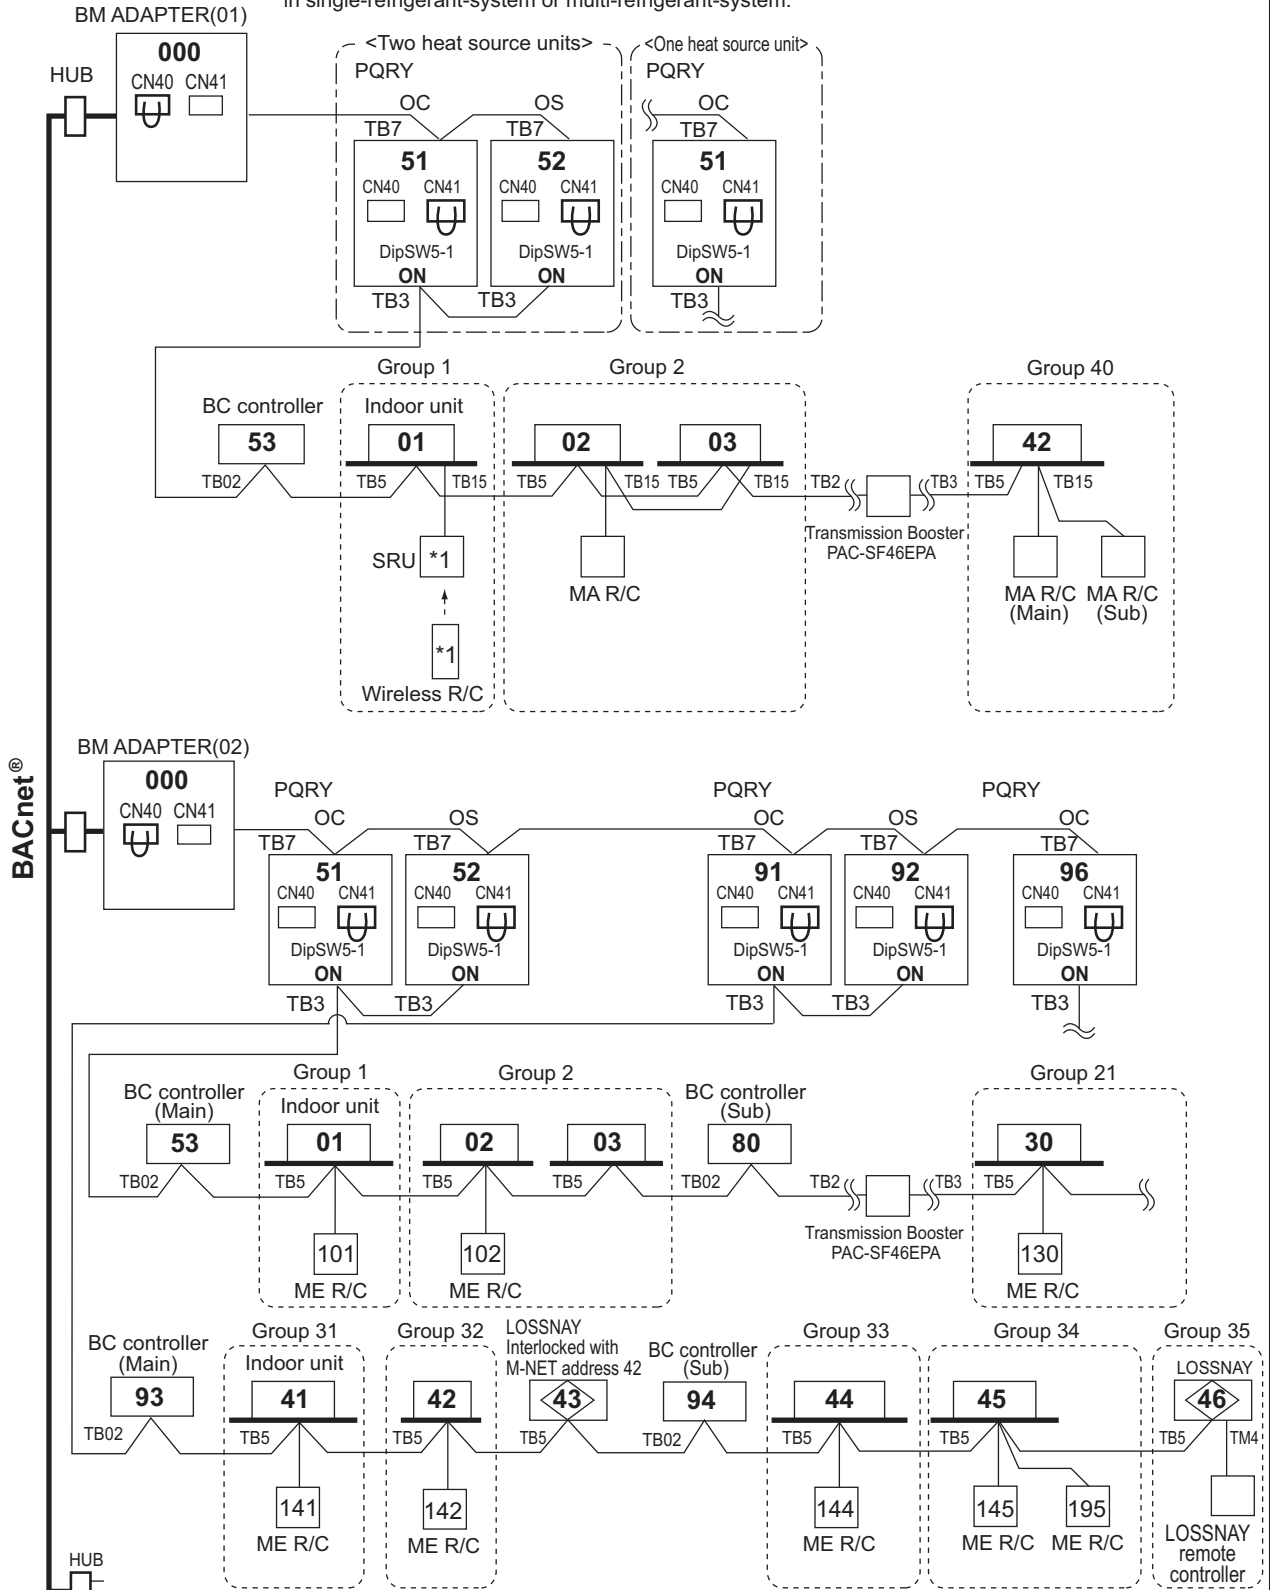 in single-refrigerant-system or multi-refrigerant-system.
BM ADAPTER(01)
000
CN40 CN41
HUB
<Two heat source units>
PQRY
OC OS
TB7 TB7
51 52
CN40 CN41 CN40 CN41
DipSW5-1 DipSW5-1
ON ON
TB3 TB3
<One heat source unit>
PQRY
OC
TB7
51
CN40 CN41
DipSW5-1
ON
TB3
Group 1 Group 2 Group 40
BC controller Indoor unit
53 01 02 03 42
TB02 TB5 TB15 TB5 TB15 TB5 TB15 TB2 TB3 TB5 TB15
Transmission Booster
PAC-SF46EPA
SRU *1
*1
Wireless R/C
MA R/C
MA R/C MA R/C
(Main) (Sub)
BACnet®
BM ADAPTER(02)
000
CN40 CN41
PQRY PQRY PQRY
OC OS OC OS OC
TB7 TB7 TB7 TB7 TB7
51 52 91 92 96
CN40 CN41 CN40 CN41 CN40 CN41 CN40 CN41 CN40 CN41
DipSW5-1 DipSW5-1 DipSW5-1 DipSW5-1 DipSW5-1
ON ON ON ON ON
TB3 TB3 TB3 TB3 TB3
Group 1 Group 2 Group 21
BC controller
(Main)
Indoor unit
BC controller
(Sub)
53 01 02 03 80 30
TB02 TB5 TB5 TB5 TB02 TB2 TB3 TB5
Transmission Booster
PAC-SF46EPA
101 102 130
ME R/C ME R/C ME R/C
BC controller
(Main)
Group 31
Indoor unit
Group 32
LOSSNAY
Interlocked with
M-NET address 42
BC controller
(Sub)
Group 33 Group 34 Group 35
LOSSNAY
93 41 42 43 94 44 45 46
TB02 TB5 TB5 TB5 TB02 TB5 TB5 TB5 TM4
141 142 144 145 195
ME R/C ME R/C ME R/C ME R/C ME R/C
LOSSNAY
remote
controller
HUB